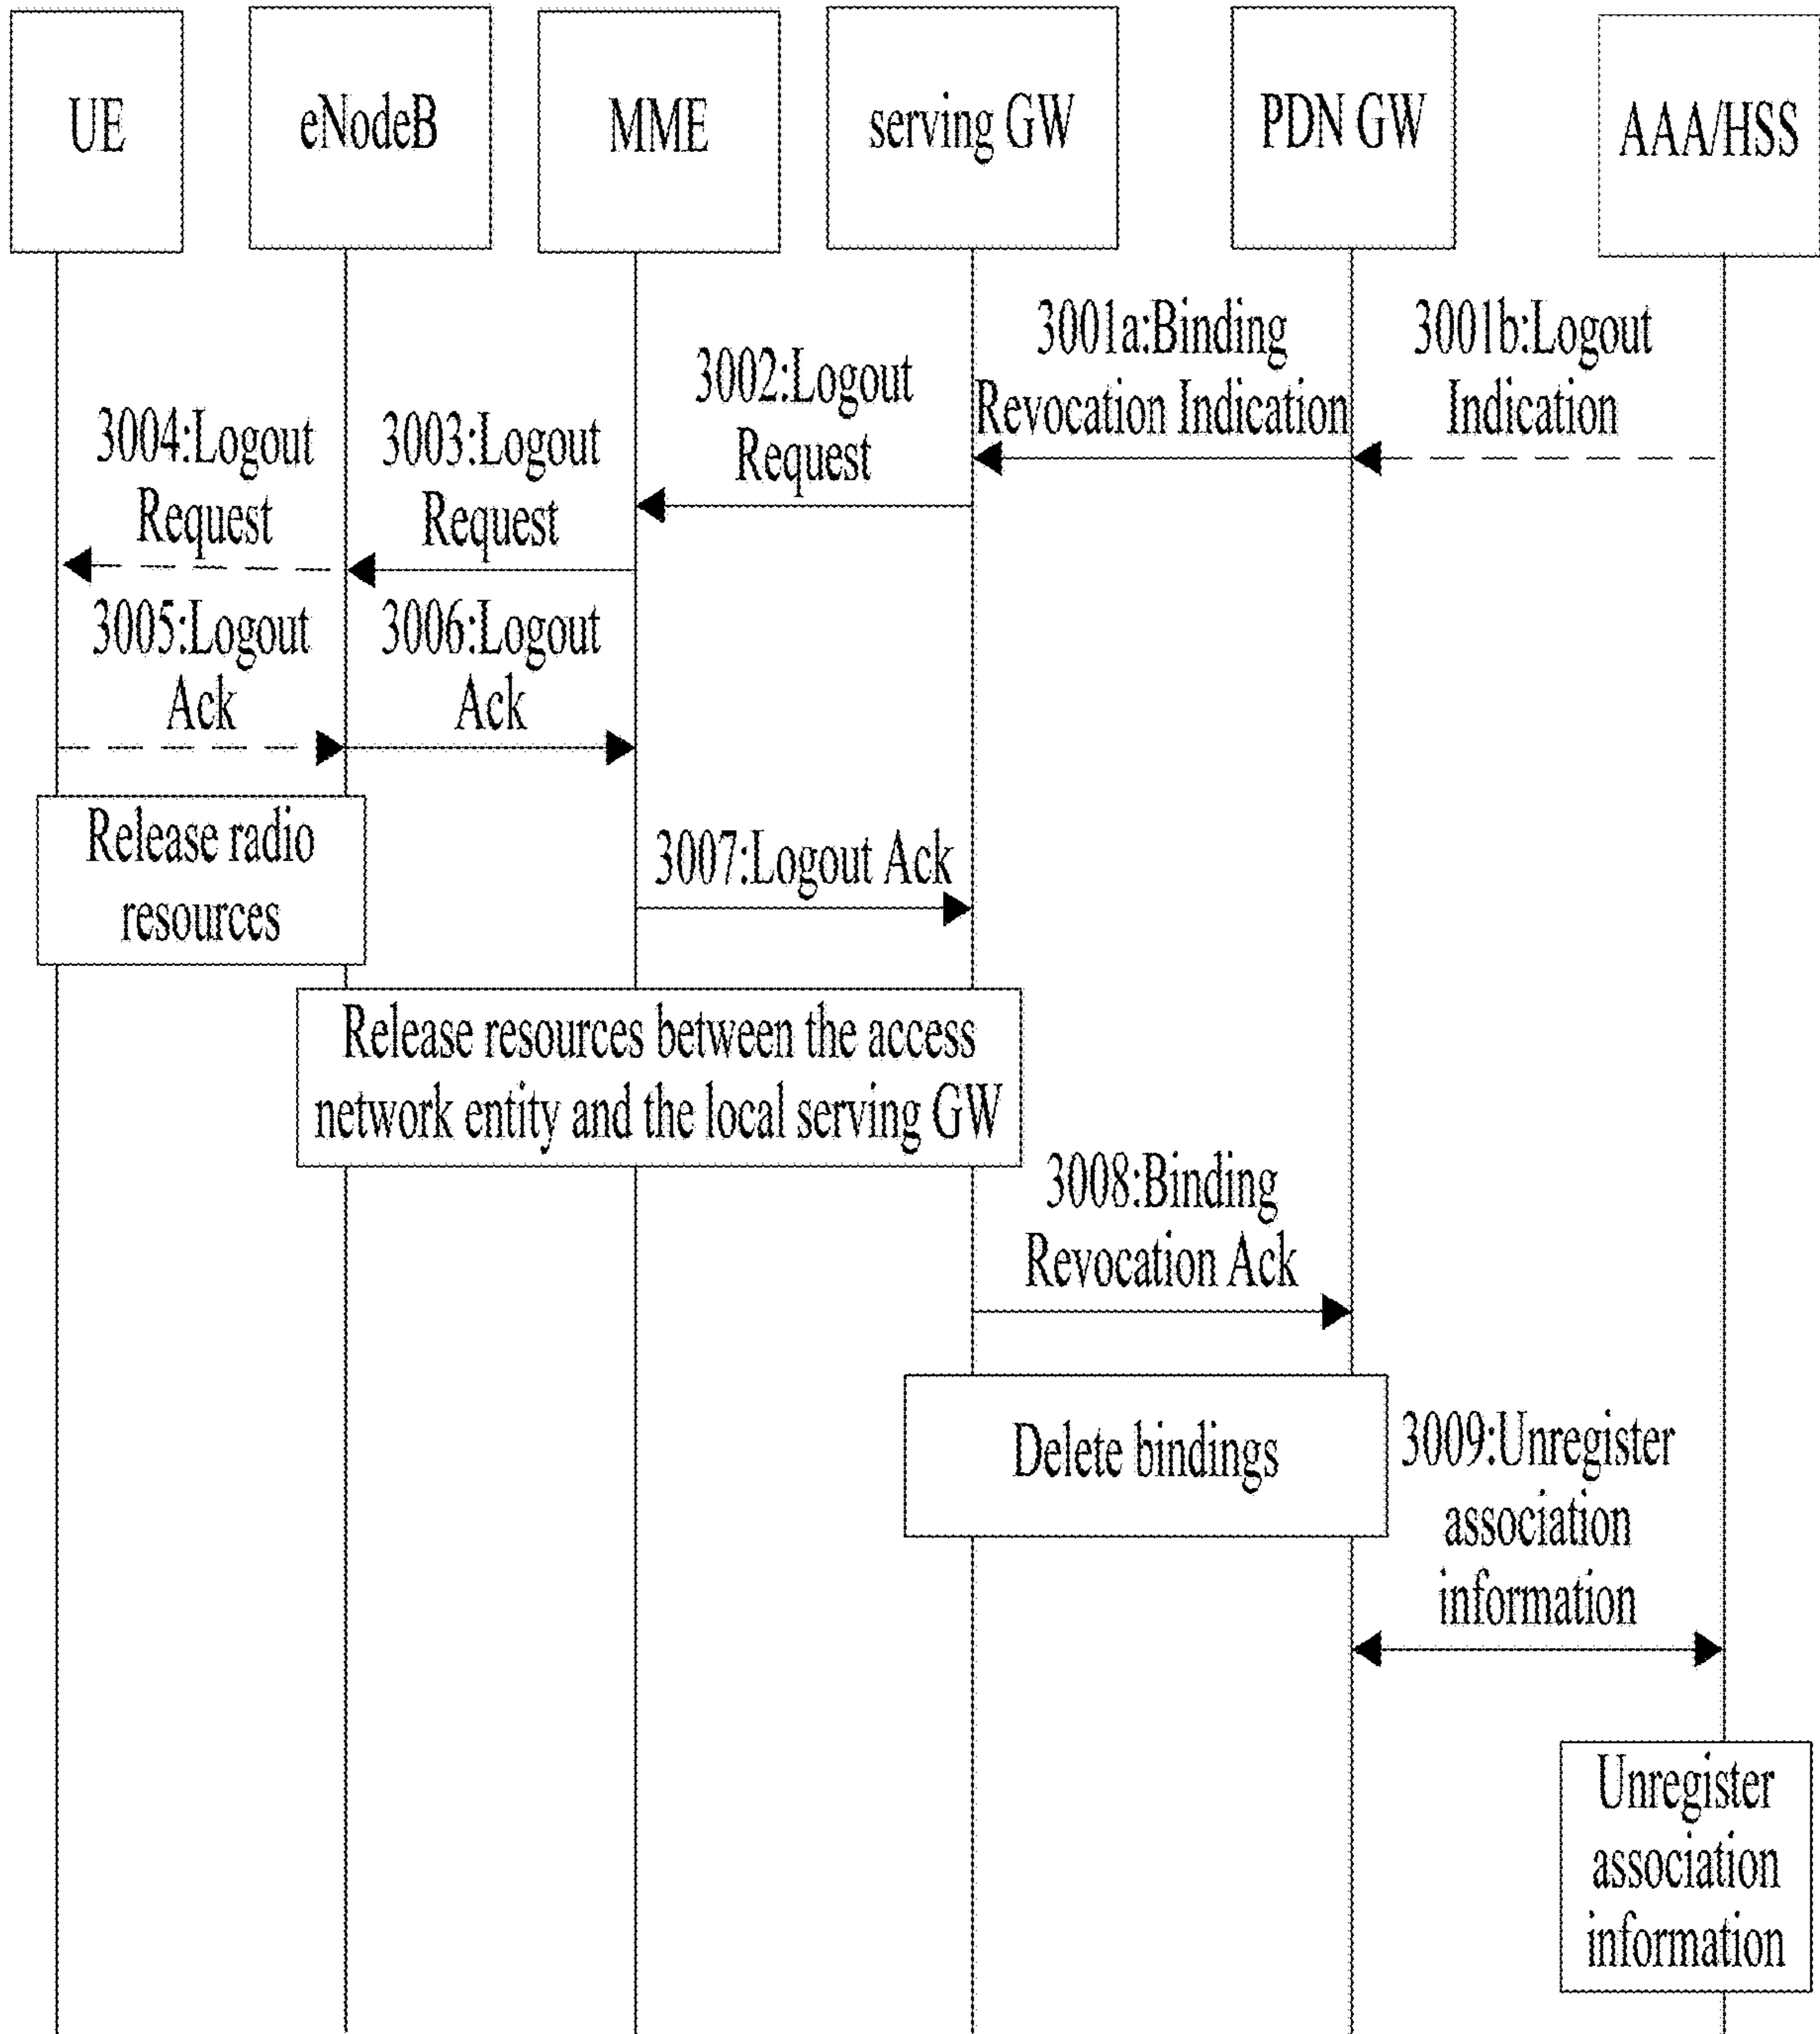 UE
eNodeB
MME
serving GW
PDN GW
AAA/HSS
3001a:Binding
Revocation Indication
3001b:Logout
Indication
3002:Logout
Request
3003:Logout
Request
3004:Logout
Request
3005:Logout
Ack
3006:Logout
Ack
Release radio
resources
3007:Logout Ack
Release resources between the access
network entity and the local serving GW
3008:Binding
Revocation Ack
Delete bindings
3009:Unregister
association
information
Unregister
association
information